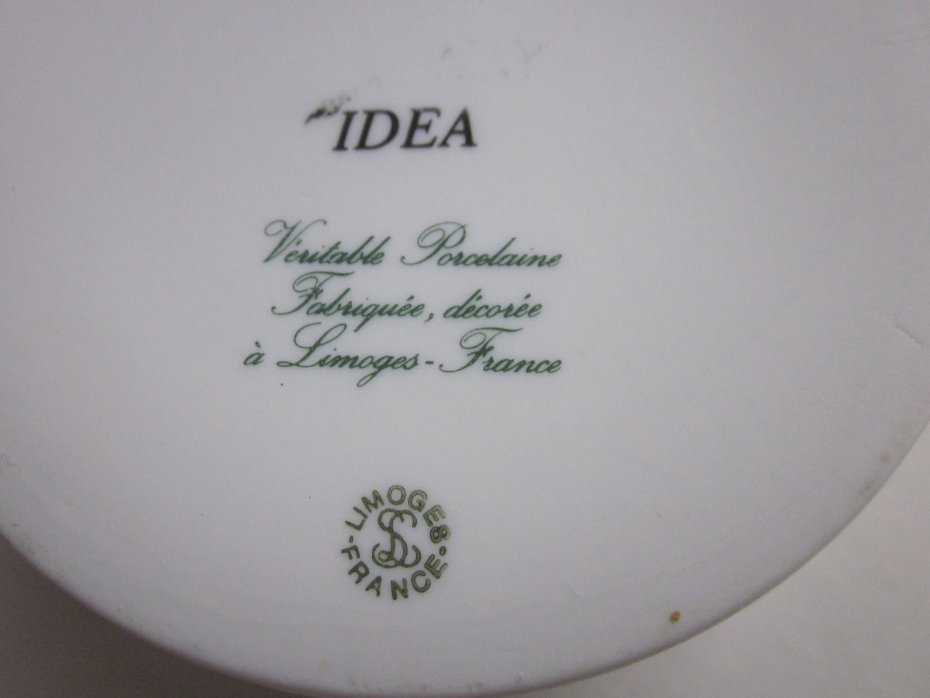 IDEA
Véritable Porcelaine
Fabriquée, décorée
à Limoges-France
LIMOGES
FRANCE